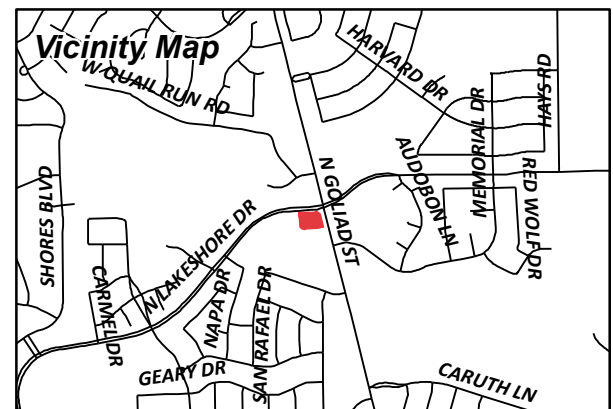 Vicinity Map
W QUAIL RUN RD
HARVARD DR
HAYS RD
MEMORIAL DR
AUDOBON LN
RED WOLF DR
N GOLIAD ST
SHORES BLVD
N LAKESHORE DR
CARMEL DR
NAPA DR
SAN RAFAEL DR
GEARY DR
CARUTH LN